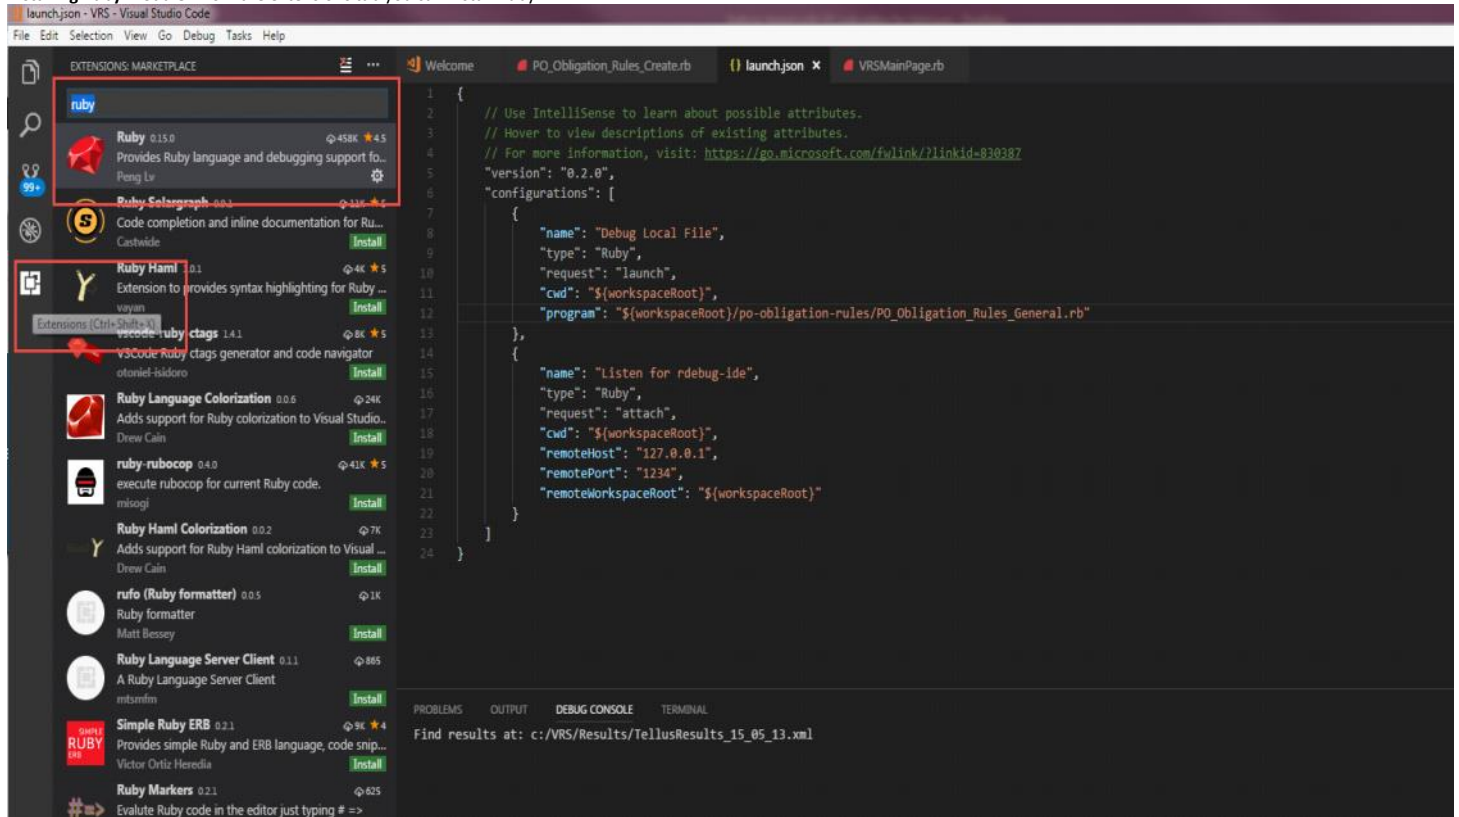 launch.json - VRS - Visual Studio Code
File Edit Selection View Go Debug Tasks Help
EXTENSIONS: MARKETPLACE
ruby
Ruby 0.15.0 458K ★4.5
Provides Ruby language and debugging support fo...
Peng Lv
Ruby Solargraph 0.9.1 11K ★5
Code completion and inline documentation for Ru...
Castwide Install
Ruby Haml 1.0.1 4K ★5
Extension to provides syntax highlighting for Ruby ...
vayan Install
Extensions (Ctrl+Shift+X)
vscode-ruby-ctags 1.4.1 8K ★5
VSCode Ruby ctags generator and code navigator
otoniel-isidoro Install
Ruby Language Colorization 0.0.6 24K
Adds support for Ruby colorization to Visual Studio...
Drew Cain Install
ruby-rubocop 0.4.0 41K ★5
execute rubocop for current Ruby code.
misogi Install
Ruby Haml Colorization 0.0.2 7K
Adds support for Ruby Haml colorization to Visual ...
Drew Cain Install
rufo (Ruby formatter) 0.0.5 1K
Ruby formatter
Matt Bessey Install
Ruby Language Server Client 0.1.1 865
A Ruby Language Server Client
mtsmfm Install
Simple Ruby ERB 0.2.1 9K ★4
Provides simple Ruby and ERB language, code snip...
Victor Ortiz Heredia Install
Ruby Markers 0.2.1 625
Evalute Ruby code in the editor just typing # =>
99+
S
SIMPLE
RUBY
ERB
#=>
Welcome PO_Obligation_Rules_Create.rb {} launch.json × VRSMainPage.rb
1 {
2 // Use IntelliSense to learn about possible attributes.
3 // Hover to view descriptions of existing attributes.
4 // For more information, visit: https://go.microsoft.com/fwlink/?linkid=830387
5 "version": "0.2.0",
6 "configurations": [
7 {
8 "name": "Debug Local File",
9 "type": "Ruby",
10 "request": "launch",
11 "cwd": "${workspaceRoot}",
12 "program": "${workspaceRoot}/po-obligation-rules/PO_Obligation_Rules_General.rb"
13 },
14 {
15 "name": "Listen for rdebug-ide",
16 "type": "Ruby",
17 "request": "attach",
18 "cwd": "${workspaceRoot}",
19 "remoteHost": "127.0.0.1",
20 "remotePort": "1234",
21 "remoteWorkspaceRoot": "${workspaceRoot}"
22 }
23 ]
24 }
PROBLEMS OUTPUT DEBUG CONSOLE TERMINAL
Find results at: c:/VRS/Results/TellusResults_15_05_13.xml